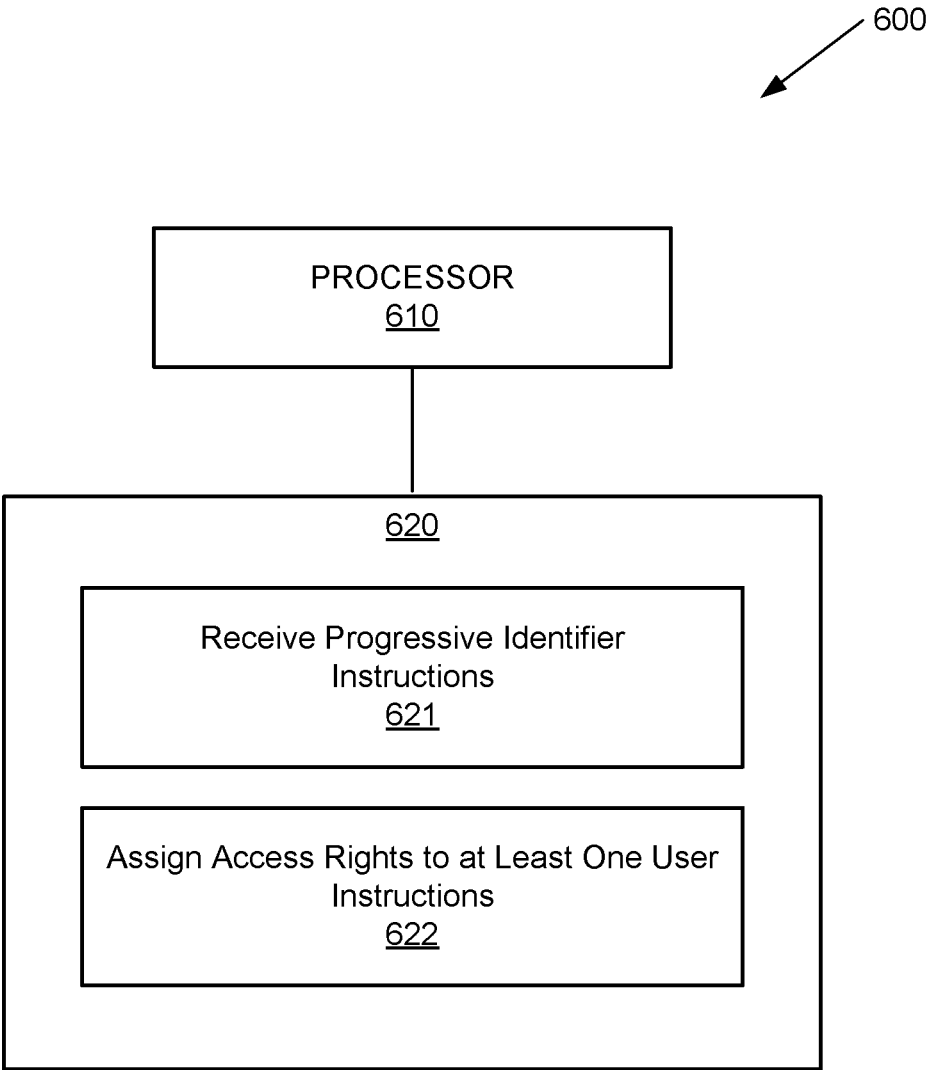 600
PROCESSOR
610
620
Receive Progressive Identifier
Instructions
621
Assign Access Rights to at Least One User
Instructions
622